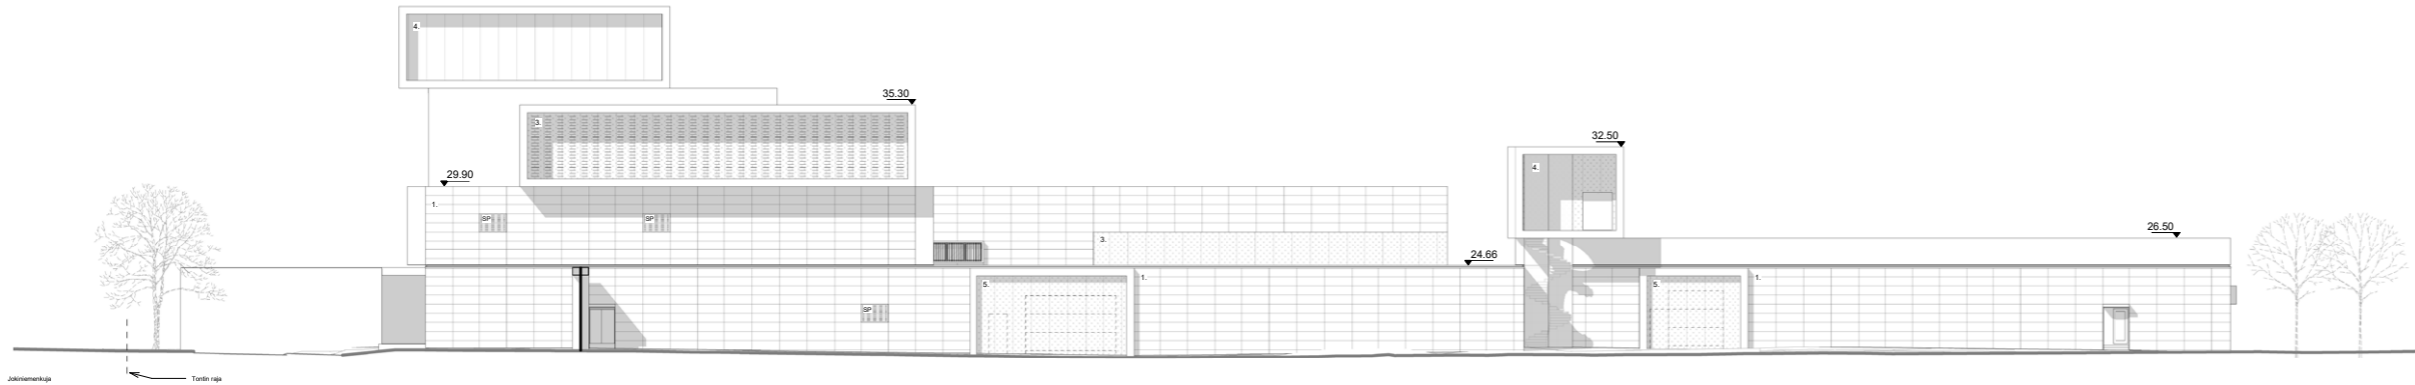 4.
35.30
3.
32.50
4.
29.90
1.
SP
SP
26.50
3.
24.66
5.
1.
5.
1.
SP
Jokiniemenkuja
Tontin raja